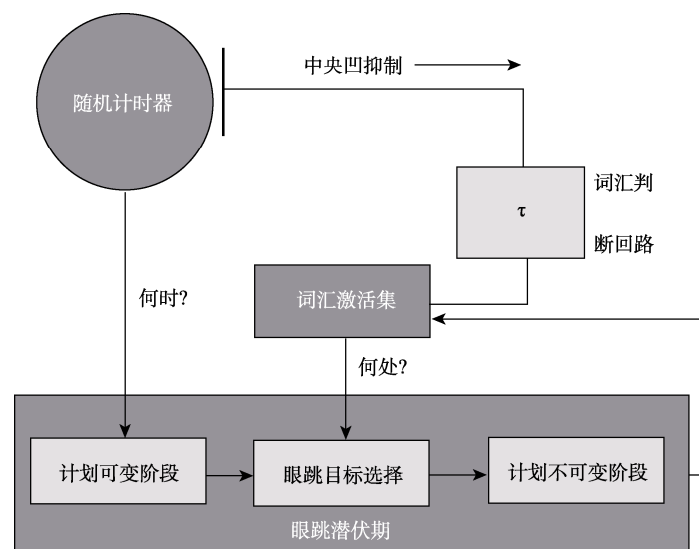 中央凹抑制
随机计时器
词汇判
τ
断回路
何时?
词汇激活集
何处?
计划可变阶段
眼跳目标选择
计划不可变阶段
眼跳潜伏期